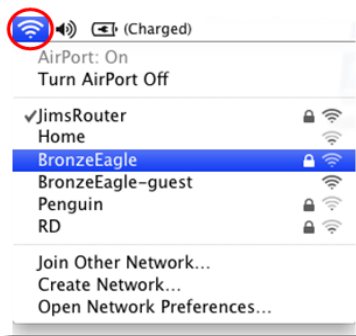 (Charged)
AirPort: On
Turn AirPort Off
✓JimsRouter
Home
BronzeEagle
BronzeEagle-guest
Penguin
RD
Join Other Network...
Create Network...
Open Network Preferences...